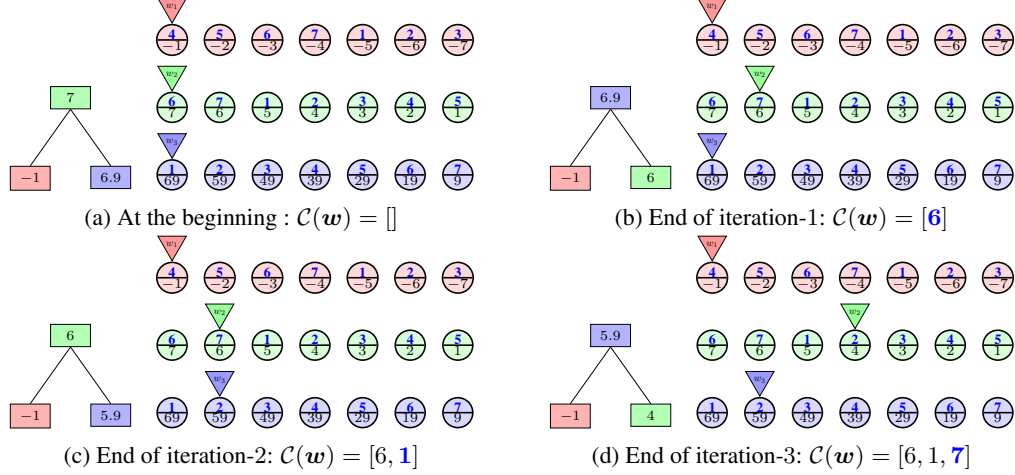 w₁
4 5 6 7 1 2 3
−1 −2 −3 −4 −5 −6 −7
w₂
7
6 7 1 2 3 4 5
7 6 5 4 3 2 1
w₃
−1 6.9
1 2 3 4 5 6 7
69 59 49 39 29 19 9
(a) At the beginning : C(w) = []
w₁
4 5 6 7 1 2 3
−1 −2 −3 −4 −5 −6 −7
w₂
6.9
6 7 1 2 3 4 5
7 6 5 4 3 2 1
w₃
−1 6
1 2 3 4 5 6 7
69 59 49 39 29 19 9
(b) End of iteration-1: C(w) = [6]
w₁
4 5 6 7 1 2 3
−1 −2 −3 −4 −5 −6 −7
w₂
6
6 7 1 2 3 4 5
7 6 5 4 3 2 1
w₃
−1 5.9
1 2 3 4 5 6 7
69 59 49 39 29 19 9
(c) End of iteration-2: C(w) = [6, 1]
w₁
4 5 6 7 1 2 3
−1 −2 −3 −4 −5 −6 −7
w₂
5.9
6 7 1 2 3 4 5
7 6 5 4 3 2 1
w₃
−1 4
1 2 3 4 5 6 7
69 59 49 39 29 19 9
(d) End of iteration-3: C(w) = [6, 1, 7]